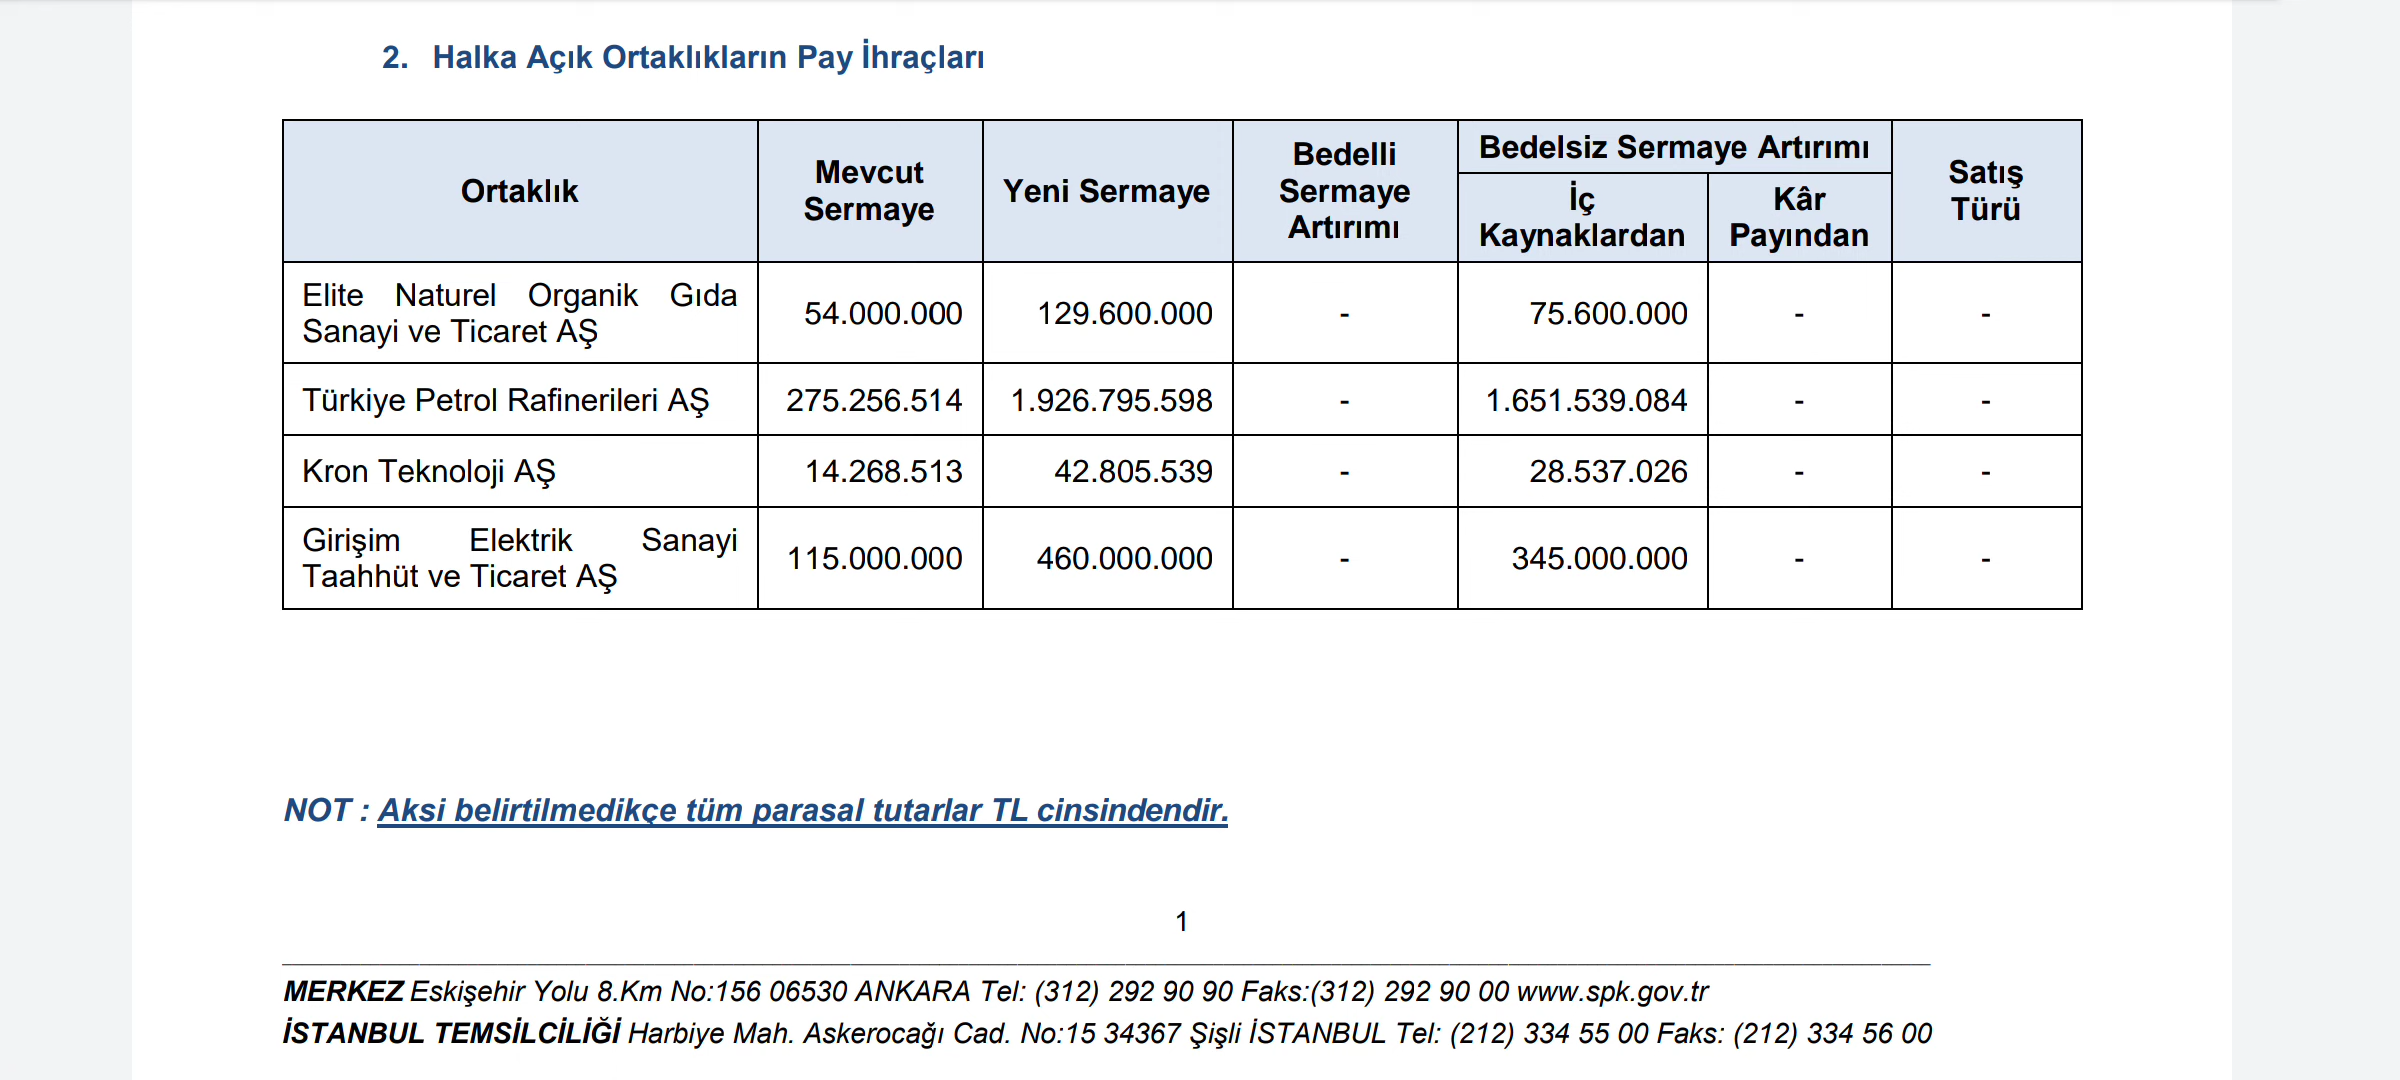 2. Halka Açık Ortaklıkların Pay İhraçları
Ortaklık
Mevcut
Sermaye
Yeni Sermaye
Bedelli
Sermaye
Artırımı
Bedelsiz Sermaye Artırımı
İç
Kaynaklardan
Kâr
Payından
Satış
Türü
Elite Naturel Organik Gıda
Sanayi ve Ticaret AŞ
54.000.000 129.600.000 - 75.600.000 - -
Türkiye Petrol Rafinerileri AŞ 275.256.514 1.926.795.598 - 1.651.539.084 - -
Kron Teknoloji AŞ 14.268.513 42.805.539 - 28.537.026 - -
Girişim Elektrik Sanayi
Taahhüt ve Ticaret AŞ
115.000.000 460.000.000 - 345.000.000 - -
NOT : Aksi belirtilmedikçe tüm parasal tutarlar TL cinsindendir.
1
MERKEZ Eskişehir Yolu 8.Km No:156 06530 ANKARA Tel: (312) 292 90 90 Faks:(312) 292 90 00 www.spk.gov.tr
İSTANBUL TEMSİLCİLİĞİ Harbiye Mah. Askerocağı Cad. No:15 34367 Şişli İSTANBUL Tel: (212) 334 55 00 Faks: (212) 334 56 00